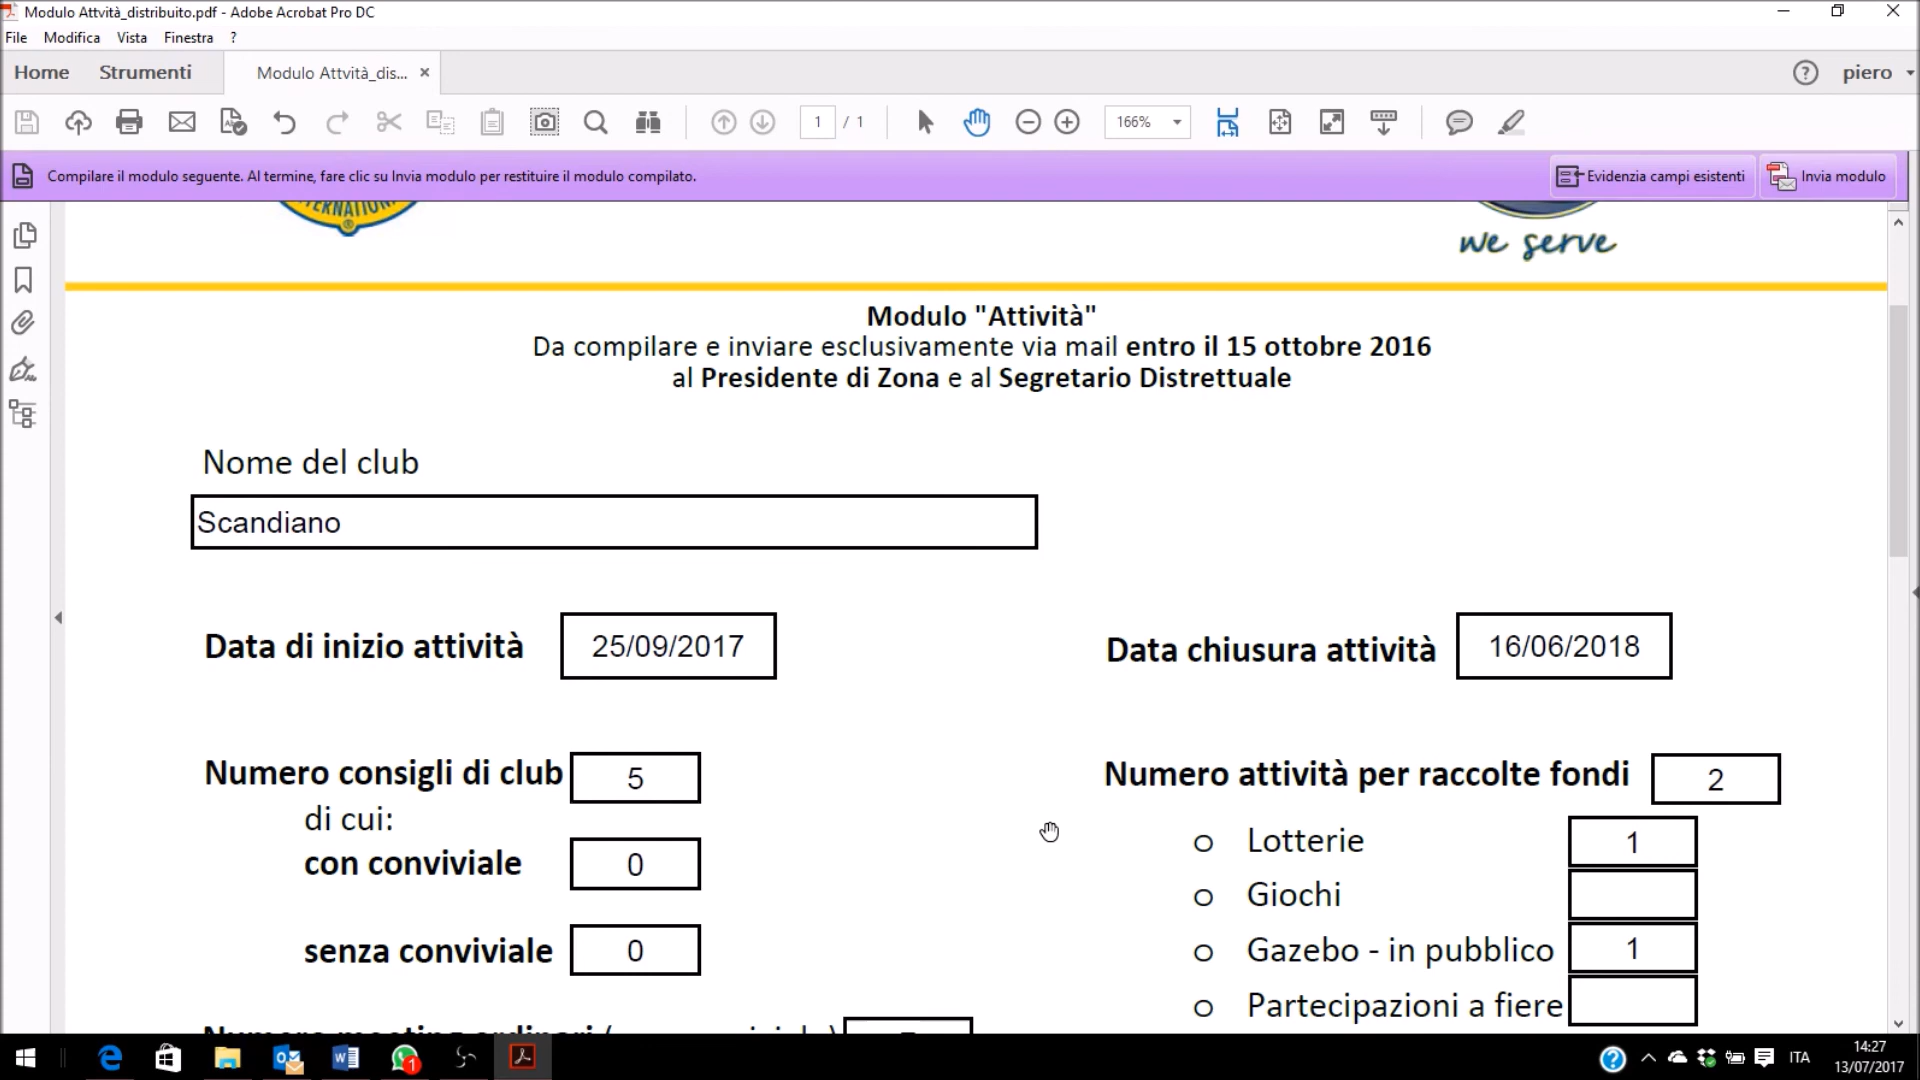 Modulo Attvità_distribuito.pdf - Adobe Acrobat Pro DC
File Modifica Vista Finestra ?
Home Strumenti Modulo Attvità_dis... × piero
1 / 1 166%
Compilare il modulo seguente. Al termine, fare clic su Invia modulo per restituire il modulo compilato. Evidenzia campi esistenti Invia modulo
we serve
Modulo "Attività"
Da compilare e inviare esclusivamente via mail entro il 15 ottobre 2016
al Presidente di Zona e al Segretario Distrettuale
Nome del club
Scandiano
Data di inizio attività 25/09/2017 Data chiusura attività 16/06/2018
Numero consigli di club 5 Numero attività per raccolte fondi 2
di cui:
o Lotterie 1
con conviviale 0
o Giochi
senza conviviale 0 o Gazebo - in pubblico 1
o Partecipazioni a fiere
1
ITA 14:27
13/07/2017